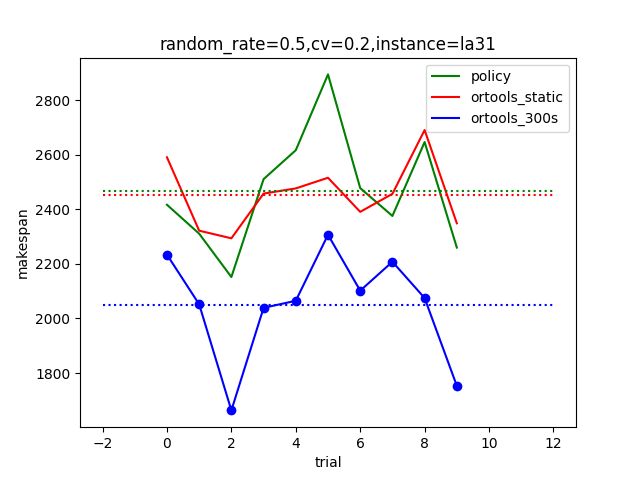 random_rate=0.5,cv=0.2,instance=la31
policy
ortools_static
ortools_300s
makespan
2800
2600
2400
2200
2000
1800
−2
0
2
4
6
8
10
12
trial